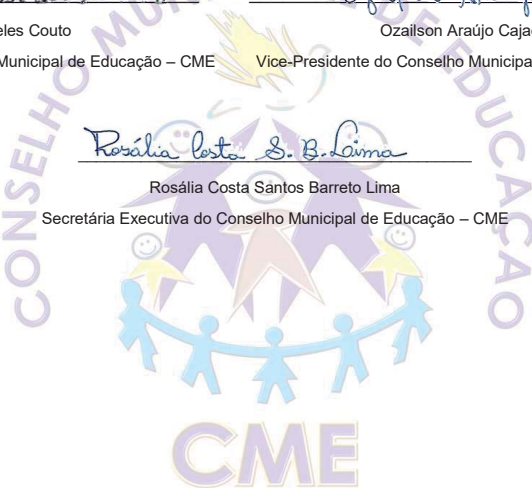 eles Couto
Ozailson Araújo Caja
Municipal de Educação – CME
Vice-Presidente do Conselho Municipa
Rosália Costa S. B. Lima
Rosália Costa Santos Barreto Lima
Secretária Executiva do Conselho Municipal de Educação – CME
CONSELHO MUNI DE EDUCAÇÃO
CME